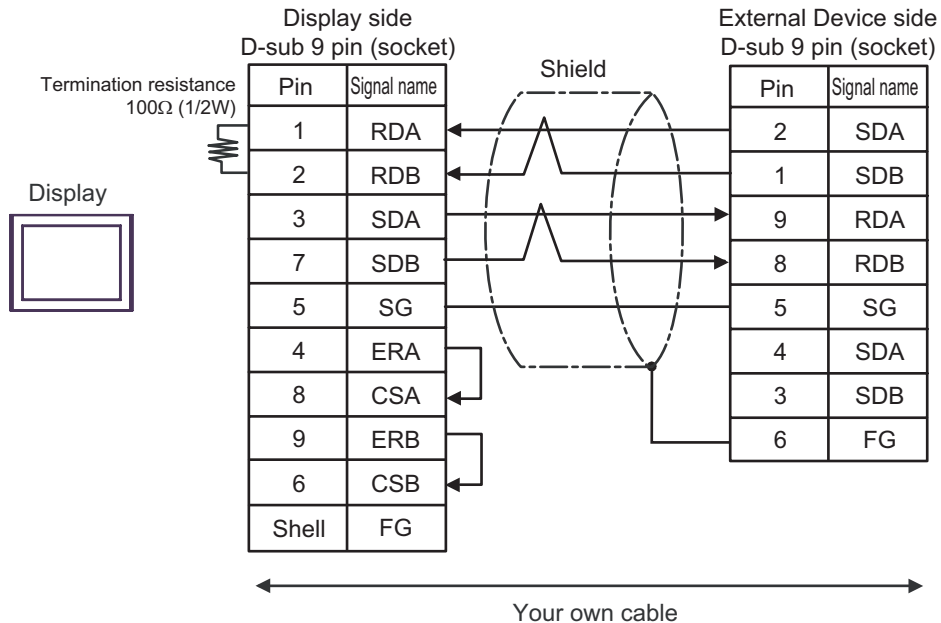 Display side
D-sub 9 pin (socket)
External Device side
D-sub 9 pin (socket)
Termination resistance
100Ω (1/2W)
Shield
Display
Pin Signal name
1 RDA
2 RDB
3 SDA
7 SDB
5 SG
4 ERA
8 CSA
9 ERB
6 CSB
Shell FG
Pin Signal name
2 SDA
1 SDB
9 RDA
8 RDB
5 SG
4 SDA
3 SDB
6 FG
Your own cable